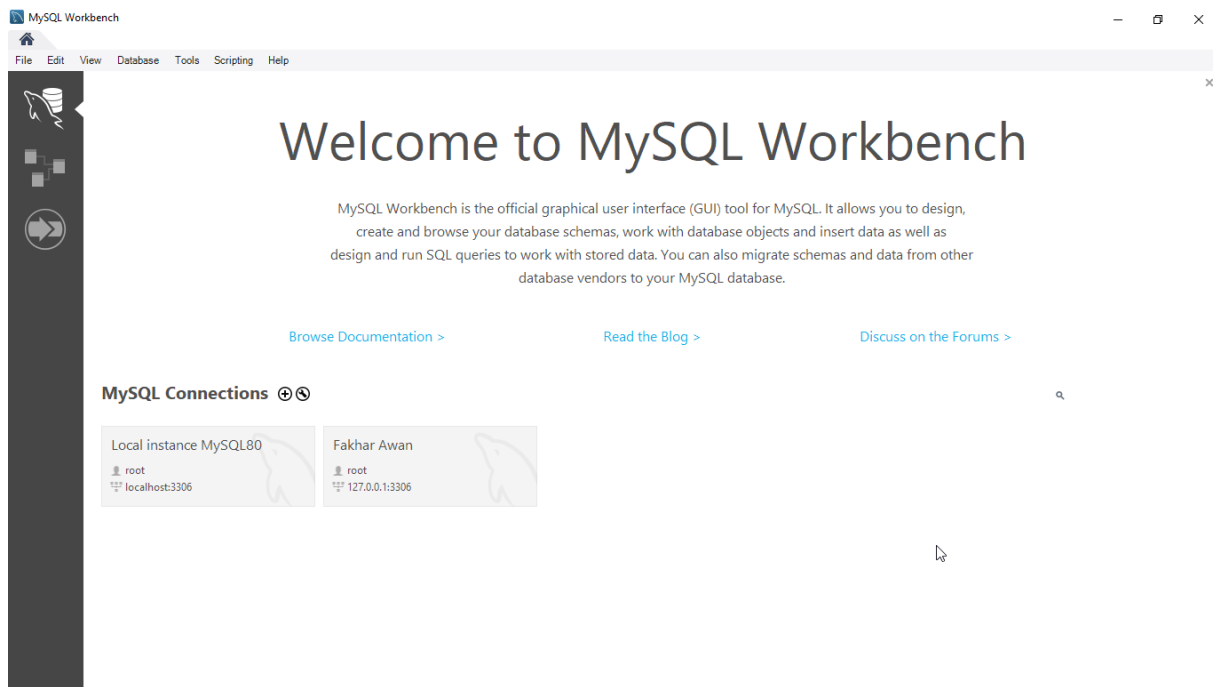 MySQL Workbench
File Edit View Database Tools Scripting Help
Welcome to MySQL Workbench
MySQL Workbench is the official graphical user interface (GUI) tool for MySQL. It allows you to design,
create and browse your database schemas, work with database objects and insert data as well as
design and run SQL queries to work with stored data. You can also migrate schemas and data from other
database vendors to your MySQL database.
Browse Documentation > Read the Blog > Discuss on the Forums >
MySQL Connections
Local instance MySQL80
root
localhost:3306
Fakhar Awan
root
127.0.0.1:3306